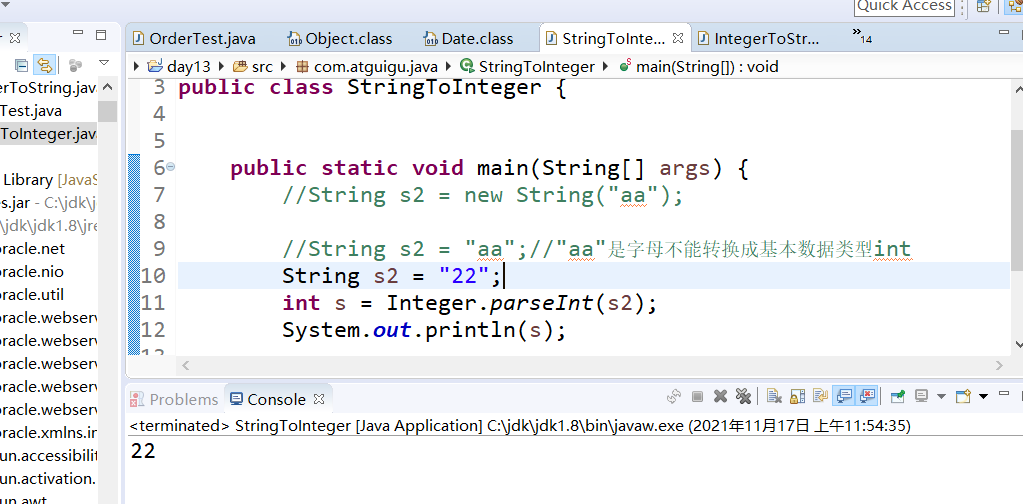 Quick Access
OrderTest.java
Object.class
Date.class
StringToInte...
IntegerToStr...
»14
day13
src
com.atguigu.java
StringToInteger
main(String[]) : void
erToString.jav
Test.java
ToInteger.java
Library [JavaS
es.jar - C:\jdk\j
\jdk\jdk1.8\jre
oracle.net
oracle.nio
oracle.util
oracle.webserv
oracle.webserv
oracle.webserv
oracle.webserv
oracle.xmlns.ir
un.accessibilit
un.activation.
un.awt
3 public class StringToInteger {
4
5
6 public static void main(String[] args) {
7 //String s2 = new String("aa");
8
9 //String s2 = "aa";//"aa"是字母不能转换成基本数据类型int
10 String s2 = "22";
11 int s = Integer.parseInt(s2);
12 System.out.println(s);
13
Problems
Console
<terminated> StringToInteger [Java Application] C:\jdk\jdk1.8\bin\javaw.exe (2021年11月17日 上午11:54:35)
22